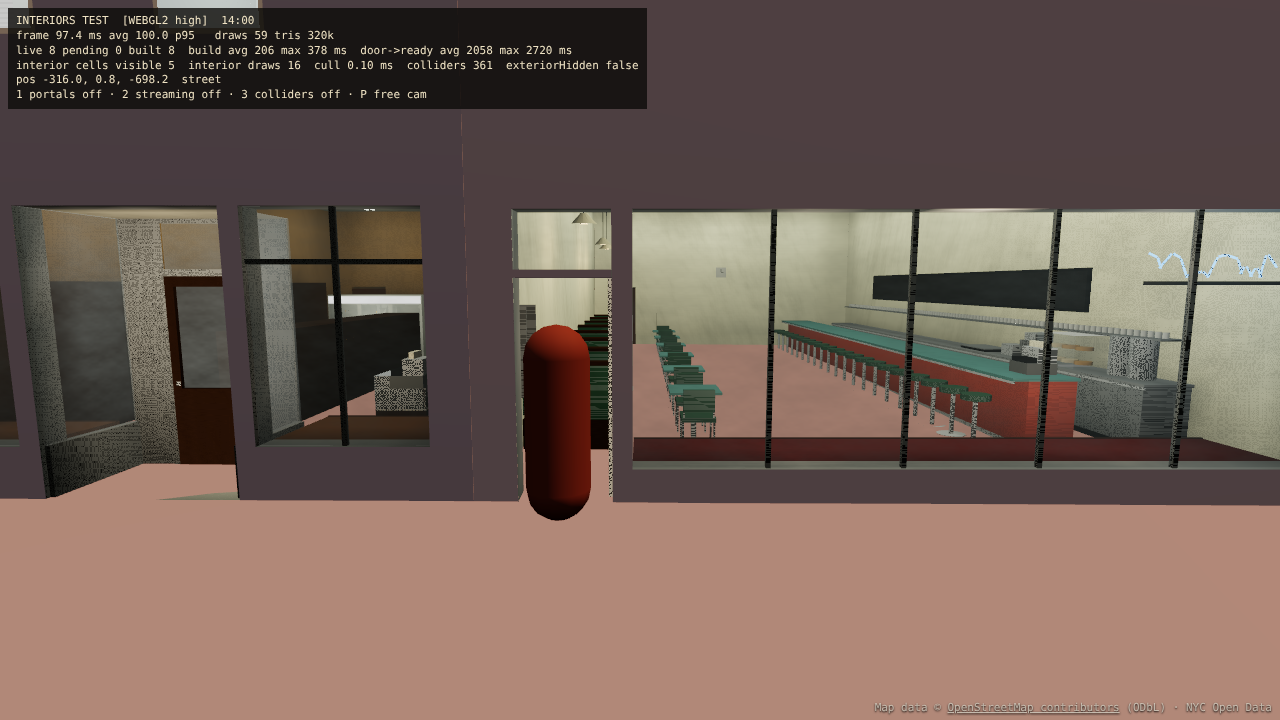 INTERIORS TEST  [WEBGL2 high]  14:00
frame 97.4 ms avg 100.0 p95   draws 59 tris 320k
live 8 pending 0 built 8  build avg 206 max 378 ms  door->ready avg 2058 max 2720 ms
interior cells visible 5  interior draws 16  cull 0.10 ms  colliders 361  exteriorHidden false
pos -316.0, 0.8, -698.2  street
1 portals off · 2 streaming off · 3 colliders off · P free cam
Map data © OpenStreetMap contributors (ODbL) · NYC Open Data